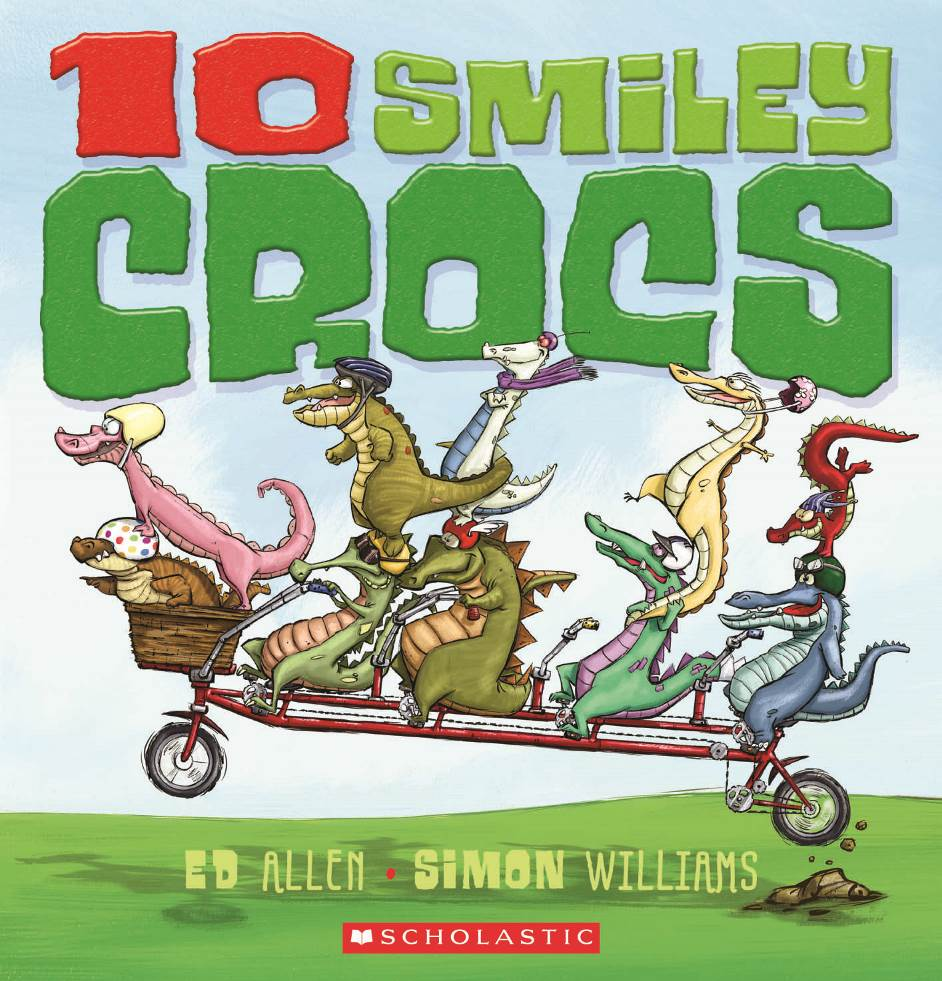 10 SMiLEY
CROCS
ED ALLEN • SiMON WILLIAMS
SCHOLASTIC